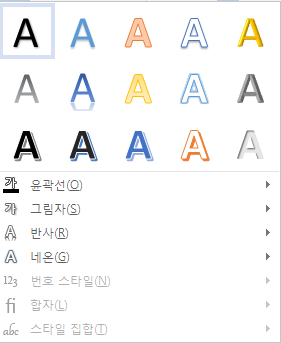 A A A A A
A A A A A
A A A A A
가 윤곽선(O)
가 그림자(S)
A 반사(R)
A 네온(G)
123 번호 스타일(N)
fi 합자(L)
abc 스타일 집합(T)